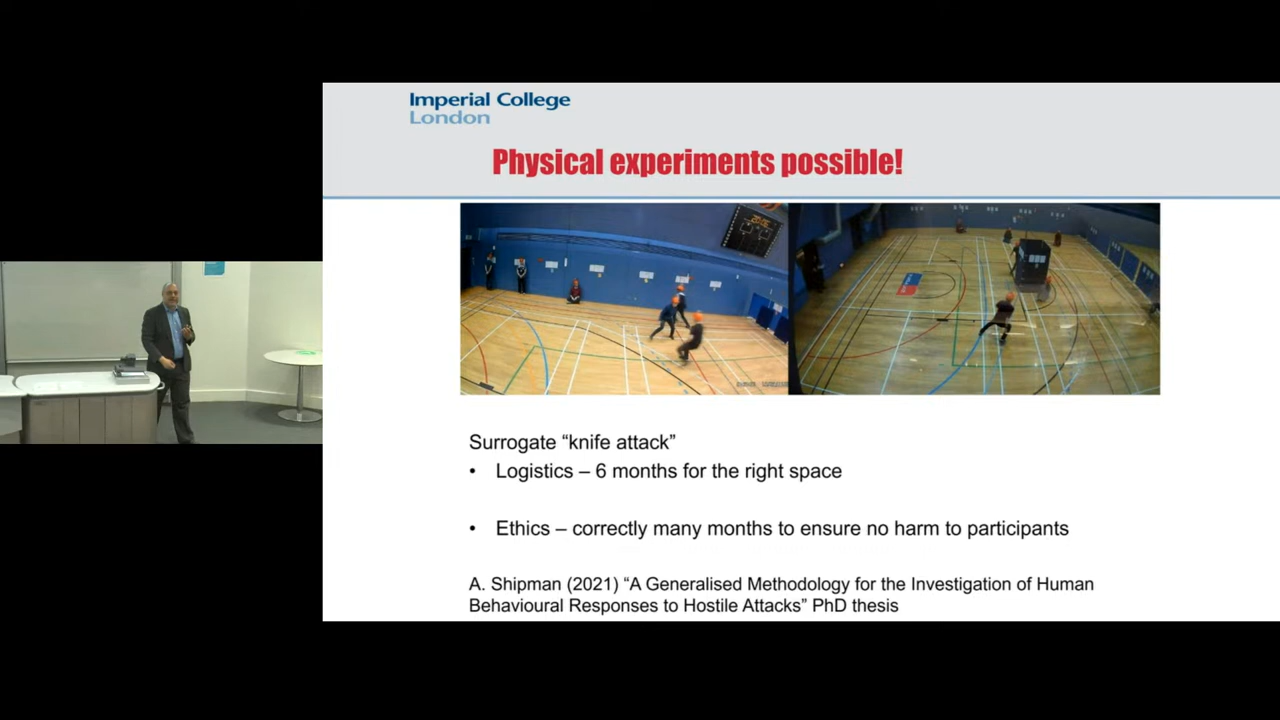 Imperial College
London
Physical experiments possible!
Surrogate “knife attack”
• Logistics – 6 months for the right space
• Ethics – correctly many months to ensure no harm to participants
A. Shipman (2021) “A Generalised Methodology for the Investigation of Human
Behavioural Responses to Hostile Attacks” PhD thesis